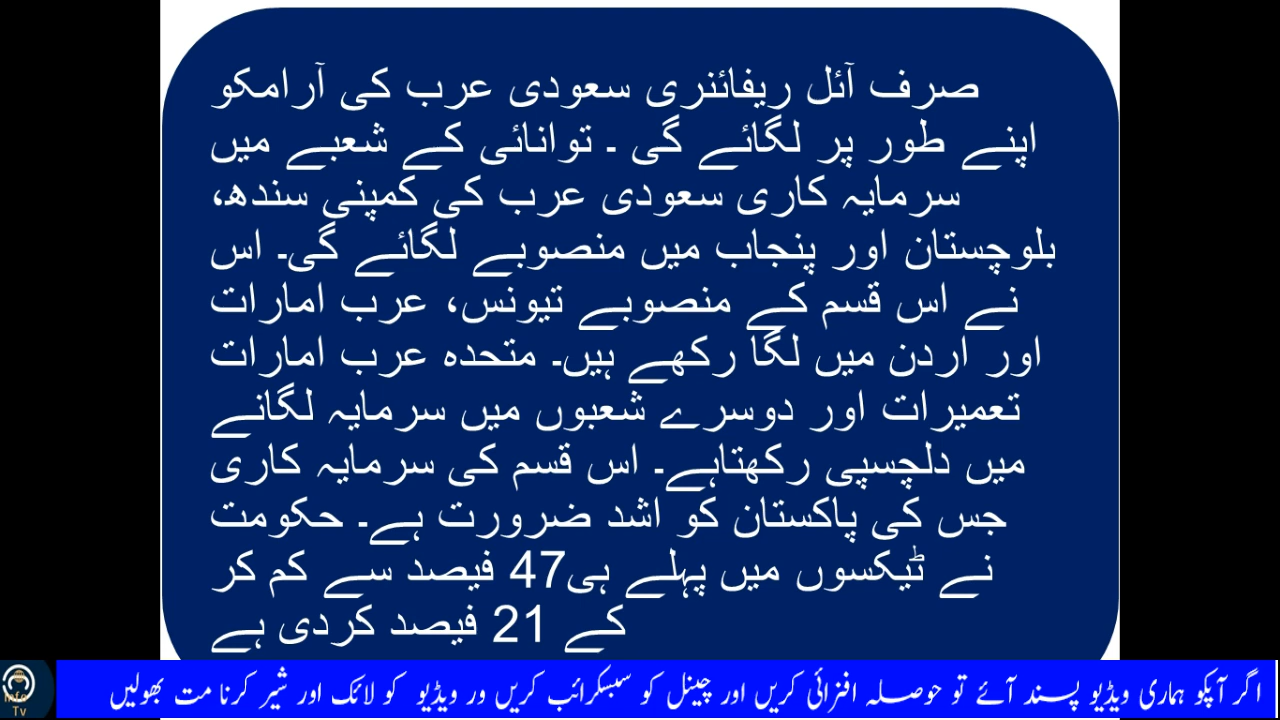 صرف آئل ریفائنری سعودی عرب کی آرامکو
اپنے طور پر لگائے گی ۔ توانائی کے شعبے میں
سرمایہ کاری سعودی عرب کی کمپنی سندھ،
بلوچستان اور پنجاب میں منصوبے لگائے گی۔ اس
نے اس قسم کے منصوبے تیونس، عرب امارات
اور اردن میں لگا رکھے ہیں۔ متحدہ عرب امارات
تعمیرات اور دوسرے شعبوں میں سرمایہ لگانے
میں دلچسپی رکھتاہے۔ اس قسم کی سرمایہ کاری
جس کی پاکستان کو اشد ضرورت ہے۔ حکومت
نے ٹیکسوں میں پہلے ہی47 فیصد سے کم کر
کے 21 فیصد کردی ہے
اگر آپکو ہماری ویڈیو پسند آئے تو حوصلہ افزائی کریں اور چینل کو سبسکرائب کریں ور ویڈیو کو لائک اور شیر کرنا مت بھولیں
Info
Tv